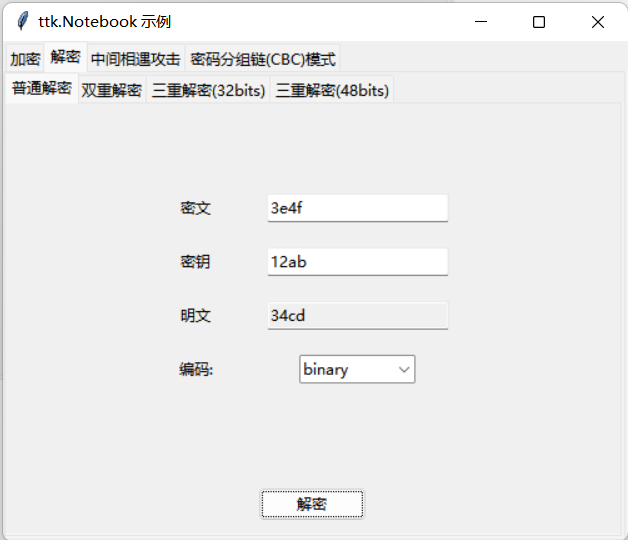 ttk.Notebook 示例
加密 解密 中间相遇攻击 密码分组链(CBC)模式
普通解密 双重解密 三重解密(32bits) 三重解密(48bits)
密文 3e4f
密钥 12ab
明文 34cd
编码: binary
解密